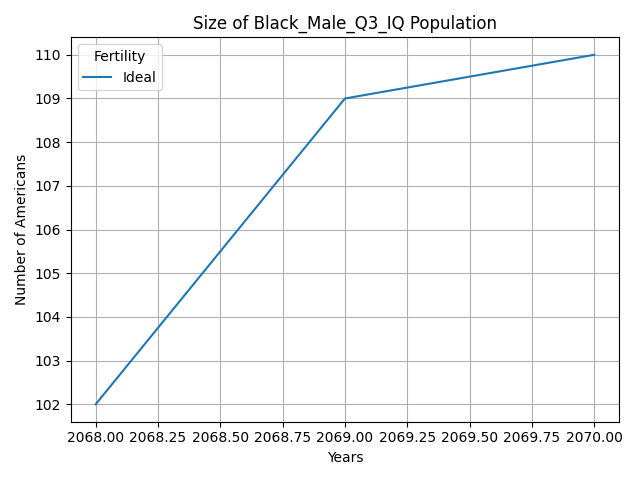 Size of Black_Male_Q3_IQ Population
Number of Americans
110
109
108
107
106
105
104
103
102
Fertility
Ideal
2068.00 2068.25 2068.50 2068.75 2069.00 2069.25 2069.50 2069.75 2070.00
Years